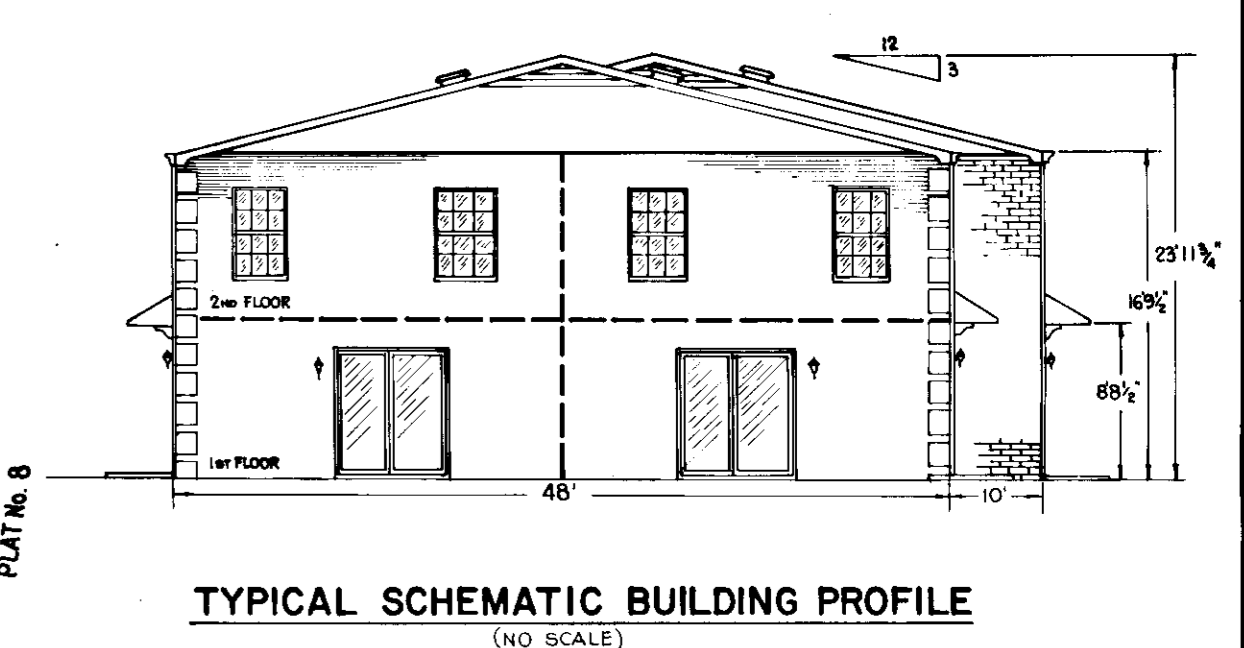 12
3
23'11¾"
16'9½"
2ND FLOOR
8'8½"
1ST FLOOR
48'
10'
PLAT No. 8
TYPICAL SCHEMATIC BUILDING PROFILE
(NO SCALE)